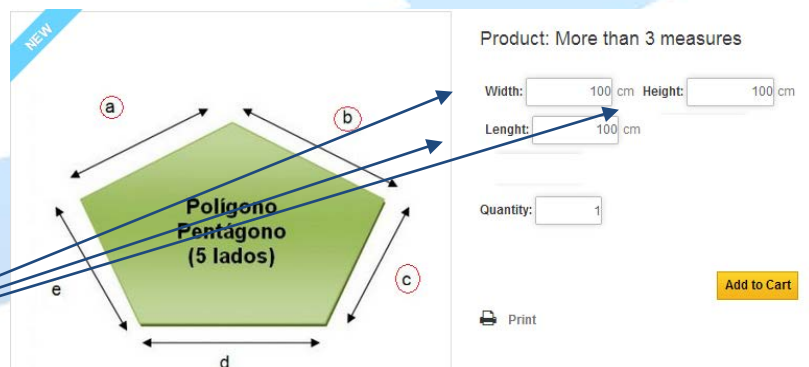 NEW
Product: More than 3 measures
Width: 100 cm Height: 100 cm
Lenght: 100 cm
Quantity: 1
Add to Cart
Print
a
b
Polígono
Pentágono
(5 lados)
c
e
d